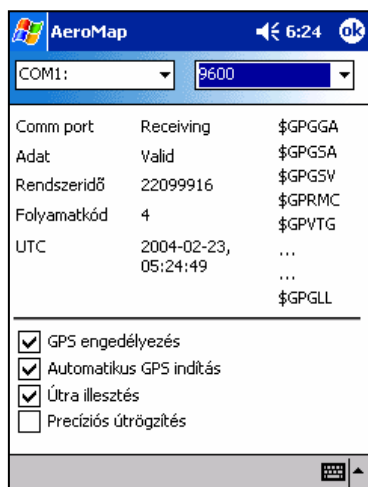 AeroMap 6:24 ok
COM1: 9600
Comm port Receiving $GPGGA
Adat Valid $GPGSA
Rendszeridő 22099916 $GPGSV
Folyamatkód 4 $GPRMC
$GPVTG
UTC 2004-02-23, ...
05:24:49 ...
$GPGLL
GPS engedélyezés
Automatikus GPS indítás
Útra illesztés
Precíziós útrögzítés